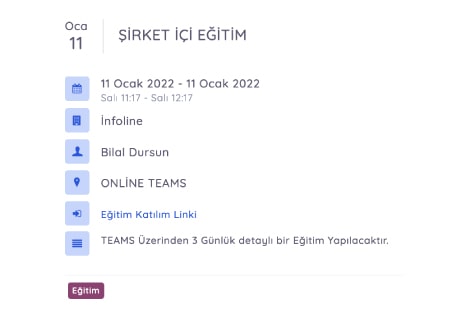 Oca
11
ŞİRKET İÇİ EĞİTİM
11 Ocak 2022 - 11 Ocak 2022
Salı 11:17 - Salı 12:17
İnfoline
Bilal Dursun
ONLİNE TEAMS
Eğitim Katılım Linki
TEAMS Üzerinden 3 Günlük detaylı bir Eğitim Yapılacaktır.
Eğitim